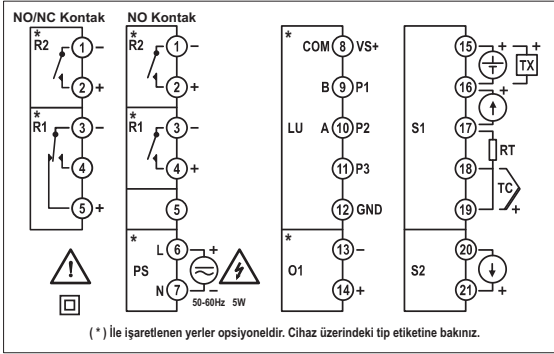 NO/NC Kontak
NO Kontak
* R2 1 –
2 +
* R1 3 –
4
5 +
* R2 1 –
2 +
* R1 3 –
4 +
5
* PS L 6 +
N 7 –
50-60Hz 5W
* LU COM 8 VS+
B 9 P1
A 10 P2
11 P3
12 GND
* O1 13 –
14 +
S1 15 – + TX
16 – +
17
RT
18 –
TC
19 +
S2 20 –
21 +
( * ) İle işaretlenen yerler opsiyoneldir. Cihaz üzerindeki tip etiketine bakınız.